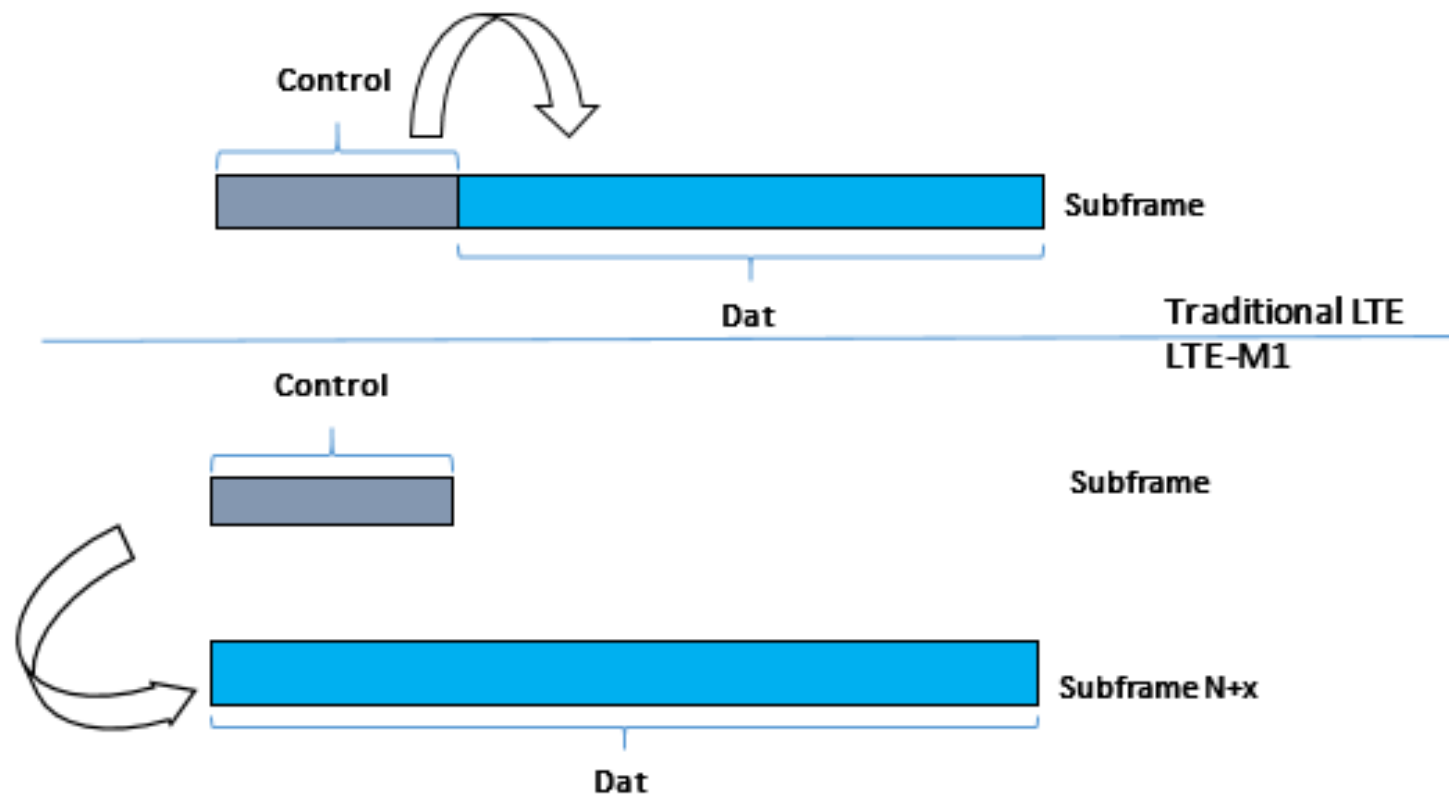 Control
Subframe
Dat
Traditional LTE
LTE-M1
Control
Subframe
Subframe N+x
Dat